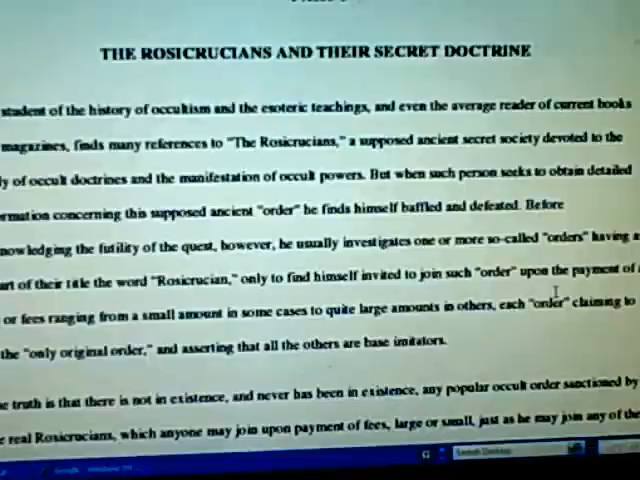 THE ROSICRUCIANS AND THEIR SECRET DOCTRINE
student of the history of occultism and the esoteric teachings, and even the average reader of current books
magazines, finds many references to "The Rosicrucians," a supposed ancient secret society devoted to the
ly of occult doctrines and the manifestation of occult powers. But when such person seeks to obtain detailed
ormation concerning this supposed ancient "order" he finds himself baffled and defeated. Before
nowledging the futility of the quest, however, he usually investigates one or more so-called "orders" having a
art of their title the word "Rosicrucian," only to find himself invited to join such "order" upon the payment of
or fees ranging from a small amount in some cases to quite large amounts in others, each "order" claiming to
the "only original order," and asserting that all the others are base imitators.
e truth is that there is not in existence, and never has been in existence, any popular occult order sanctioned by
e real Rosicrucians, which anyone may join upon payment of fees, large or small, just as he may join any of the
G Search Desktop